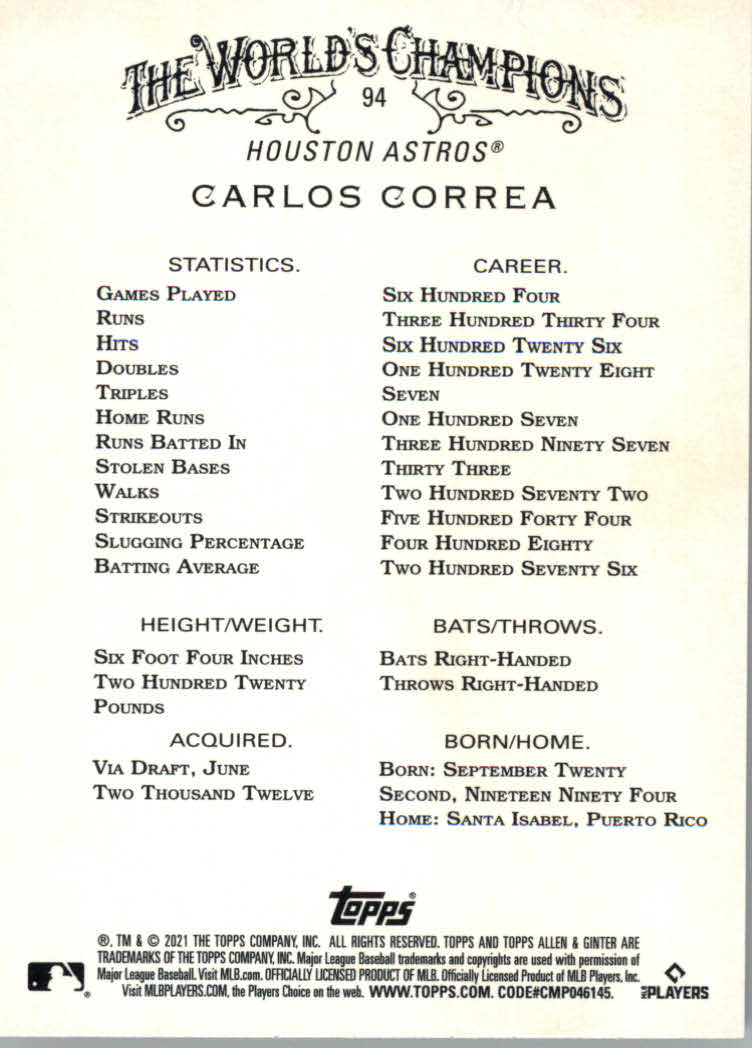 The World's Champions
94
HOUSTON ASTROS®
CARLOS CORREA
STATISTICS.
GAMES PLAYED
RUNS
HITS
DOUBLES
TRIPLES
HOME RUNS
RUNS BATTED IN
STOLEN BASES
WALKS
STRIKEOUTS
SLUGGING PERCENTAGE
BATTING AVERAGE
CAREER.
SIX HUNDRED FOUR
THREE HUNDRED THIRTY FOUR
SIX HUNDRED TWENTY SIX
ONE HUNDRED TWENTY EIGHT
SEVEN
ONE HUNDRED SEVEN
THREE HUNDRED NINETY SEVEN
THIRTY THREE
TWO HUNDRED SEVENTY TWO
FIVE HUNDRED FORTY FOUR
FOUR HUNDRED EIGHTY
TWO HUNDRED SEVENTY SIX
HEIGHT/WEIGHT.
SIX FOOT FOUR INCHES
TWO HUNDRED TWENTY
POUNDS
BATS/THROWS.
BATS RIGHT-HANDED
THROWS RIGHT-HANDED
ACQUIRED.
VIA DRAFT, JUNE
TWO THOUSAND TWELVE
BORN/HOME.
BORN: SEPTEMBER TWENTY
SECOND, NINETEEN NINETY FOUR
HOME: SANTA ISABEL, PUERTO RICO
Topps®
®, TM & © 2021 THE TOPPS COMPANY, INC. ALL RIGHTS RESERVED. TOPPS AND TOPPS ALLEN & GINTER ARE
TRADEMARKS OF THE TOPPS COMPANY, INC. Major League Baseball trademarks and copyrights are used with permission of
Major League Baseball. Visit MLB.com. OFFICIALLY LICENSED PRODUCT OF MLB. Officially Licensed Product of MLB Players, Inc.
Visit MLBPLAYERS.COM, the Players Choice on the web. WWW.TOPPS.COM. CODE#CMP046145.
®
MLB PLAYERS